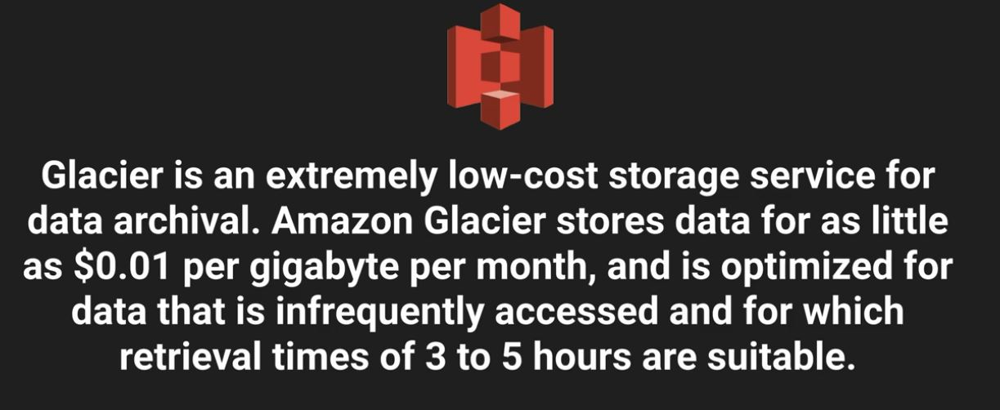 Glacier is an extremely low-cost storage service for
data archival. Amazon Glacier stores data for as little
as $0.01 per gigabyte per month, and is optimized for
data that is infrequently accessed and for which
retrieval times of 3 to 5 hours are suitable.